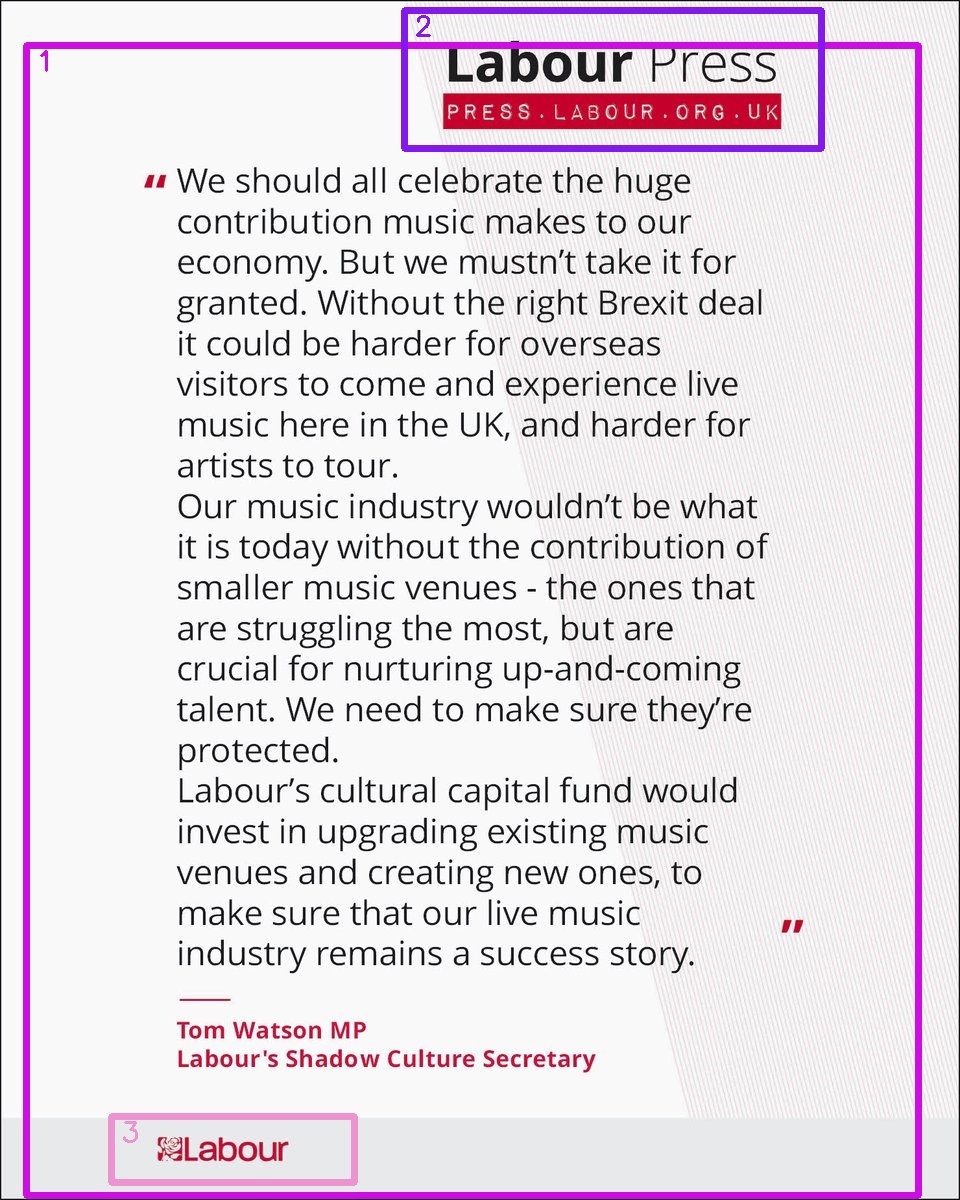 Labour Press
PRESS.LABOUR.ORG.UK
“ We should all celebrate the huge
contribution music makes to our
economy. But we mustn’t take it for
granted. Without the right Brexit deal
it could be harder for overseas
visitors to come and experience live
music here in the UK, and harder for
artists to tour.
Our music industry wouldn’t be what
it is today without the contribution of
smaller music venues - the ones that
are struggling the most, but are
crucial for nurturing up-and-coming
talent. We need to make sure they’re
protected.
Labour’s cultural capital fund would
invest in upgrading existing music
venues and creating new ones, to
make sure that our live music
industry remains a success story. ”
Tom Watson MP
Labour's Shadow Culture Secretary
Labour